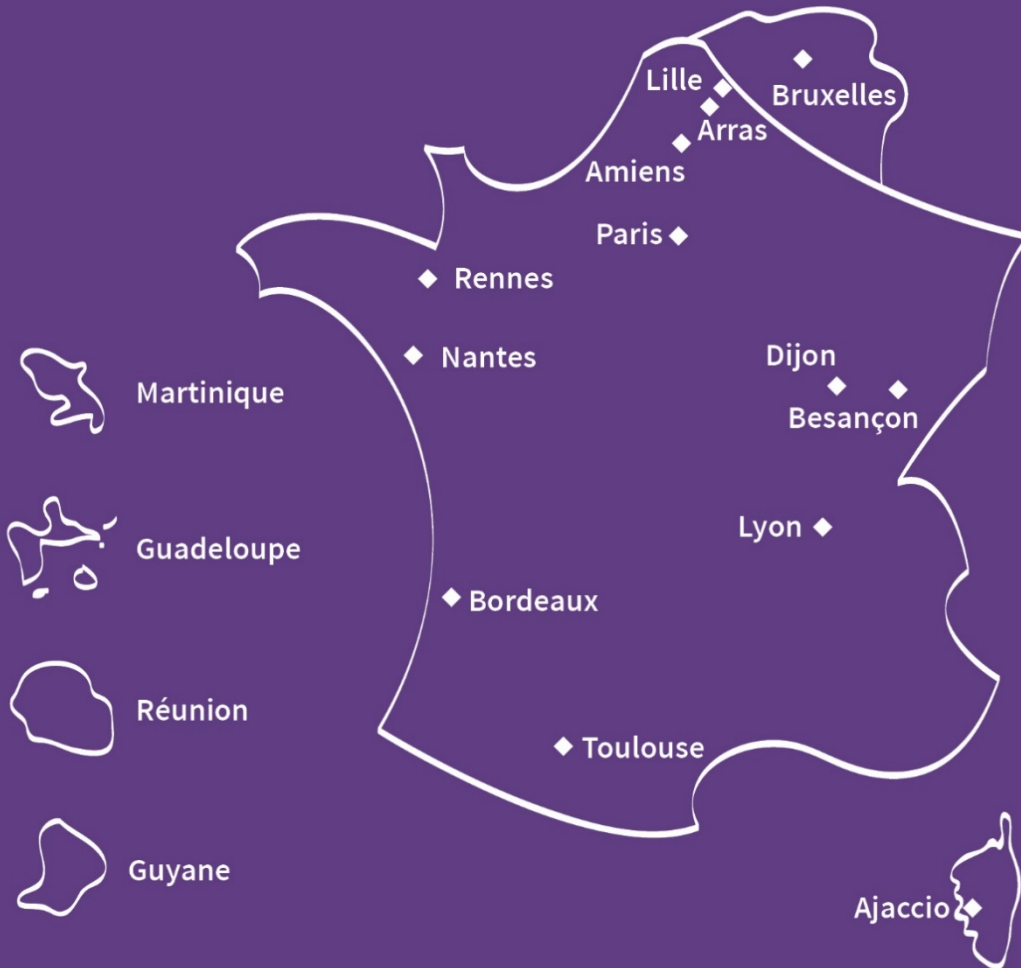 Lille
Bruxelles
Arras
Amiens
Paris
Rennes
Nantes
Dijon
Besançon
Martinique
Lyon
Guadeloupe
Bordeaux
Réunion
Toulouse
Guyane
Ajaccio